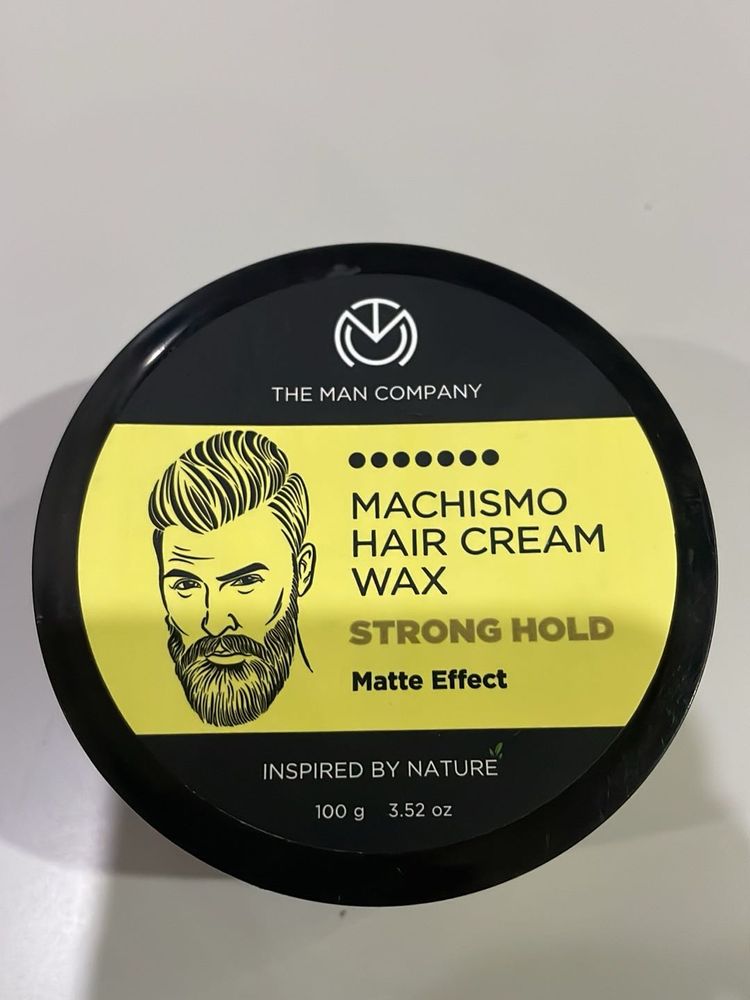 THE MAN COMPANY
MACHISMO
HAIR CREAM
WAX
STRONG HOLD
Matte Effect
INSPIRED BY NATURE
100 g 3.52 oz